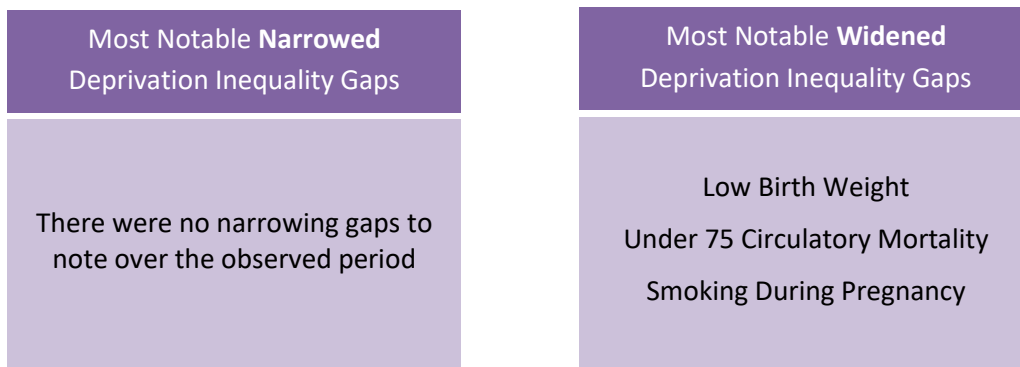 Most Notable Narrowed
Deprivation Inequality Gaps
There were no narrowing gaps to
note over the observed period
Most Notable Widened
Deprivation Inequality Gaps
Low Birth Weight
Under 75 Circulatory Mortality
Smoking During Pregnancy